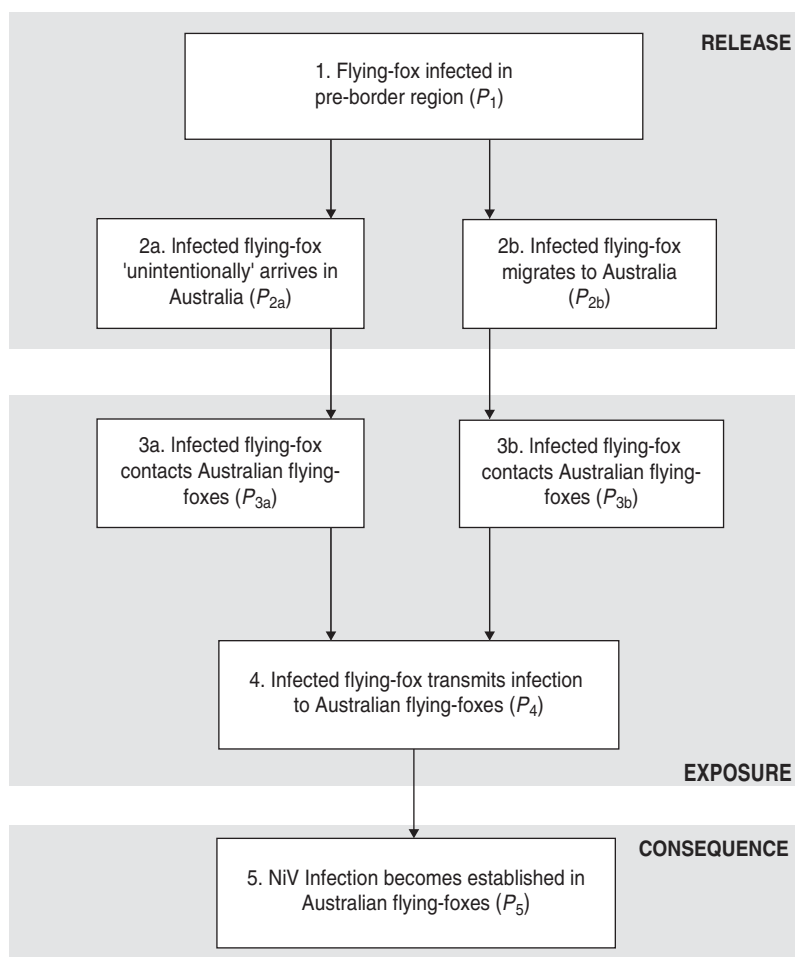 RELEASE
1. Flying-fox infected in
pre-border region (P1)
2a. Infected flying-fox
'unintentionally' arrives in
Australia (P2a)
2b. Infected flying-fox
migrates to Australia
(P2b)
3a. Infected flying-fox
contacts Australian flying-
foxes (P3a)
3b. Infected flying-fox
contacts Australian flying-
foxes (P3b)
4. Infected flying-fox transmits infection
to Australian flying-foxes (P4)
EXPOSURE
CONSEQUENCE
5. NiV Infection becomes established in
Australian flying-foxes (P5)